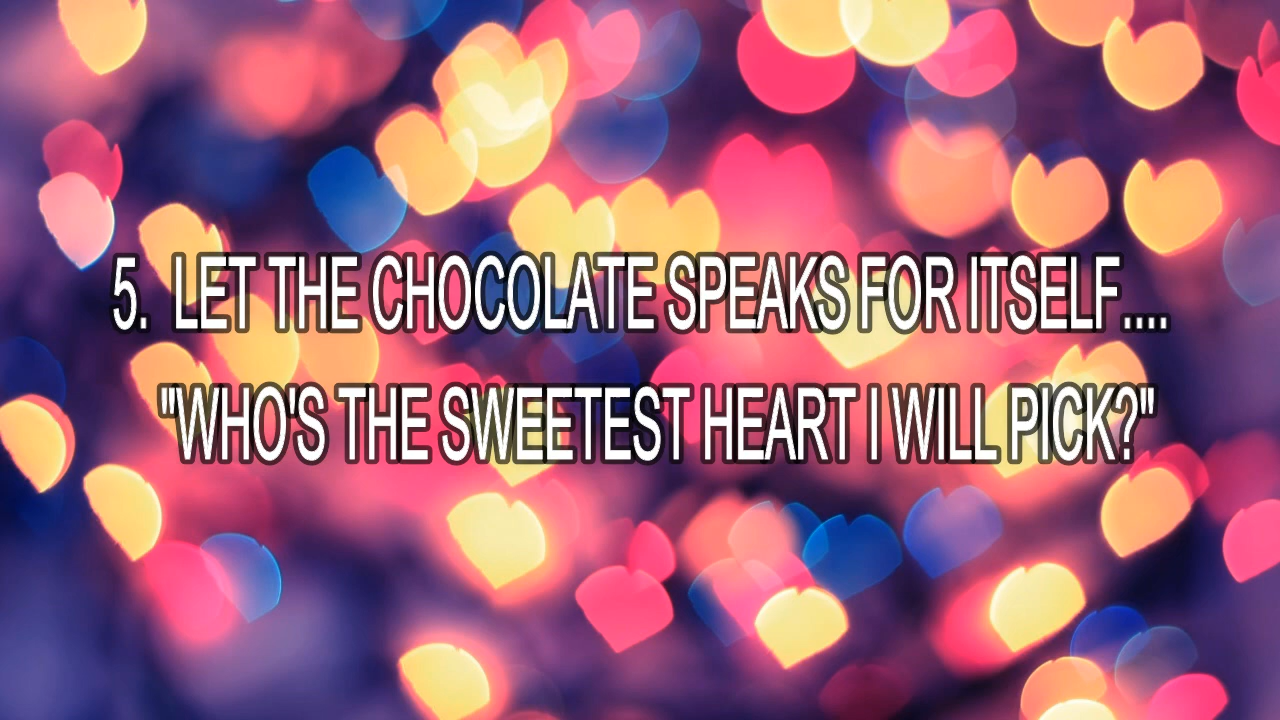 5. LET THE CHOCOLATE SPEAKS FOR ITSELF....
"WHO'S THE SWEETEST HEART I WILL PICK?"